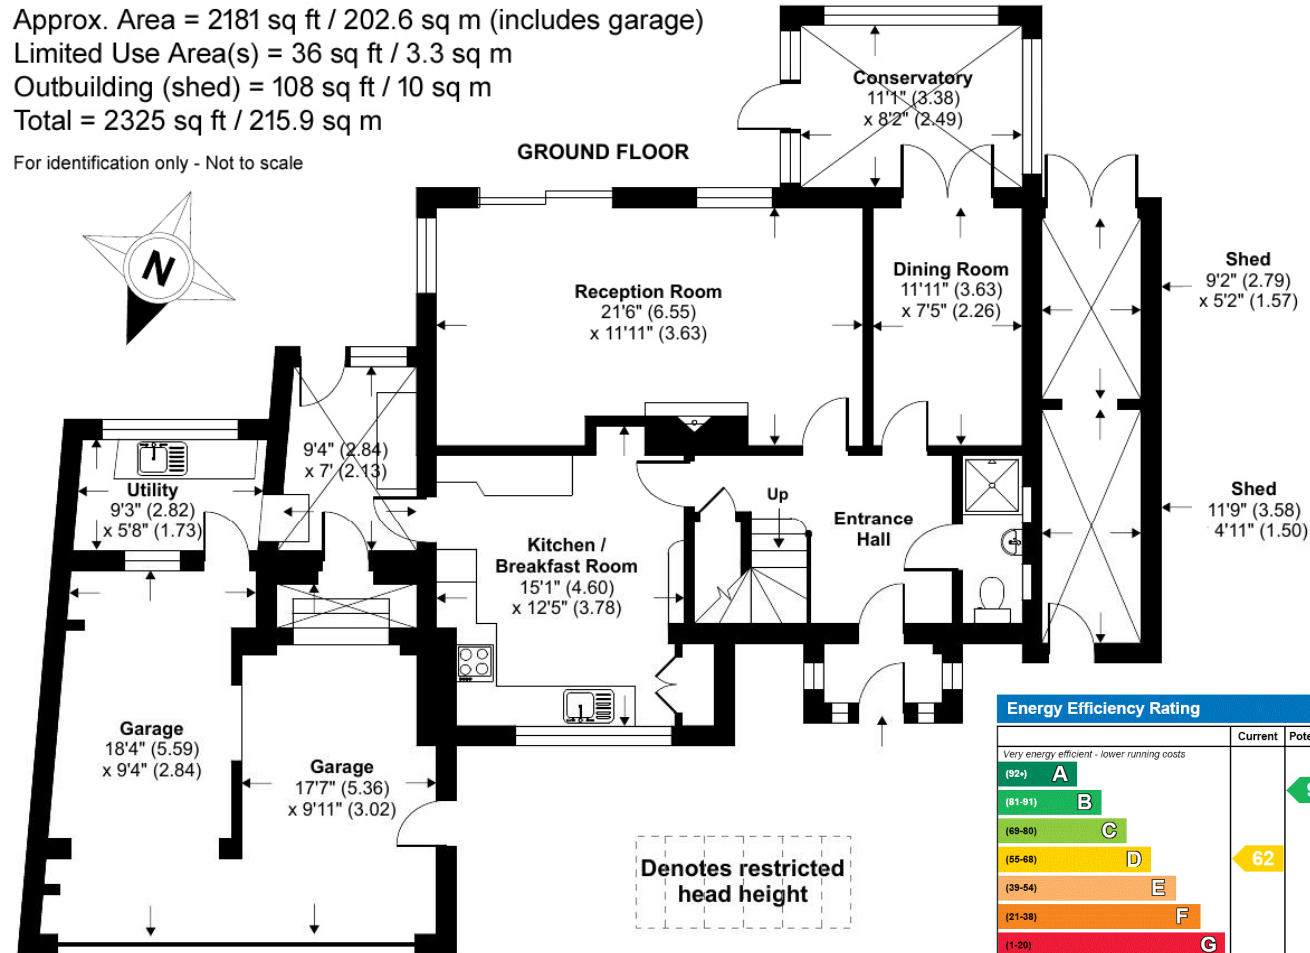 Approx. Area = 2181 sq ft / 202.6 sq m (includes garage)
Limited Use Area(s) = 36 sq ft / 3.3 sq m
Outbuilding (shed) = 108 sq ft / 10 sq m
Total = 2325 sq ft / 215.9 sq m
For identification only - Not to scale
GROUND FLOOR
N
Conservatory
11'1" (3.38)
x 8'2" (2.49)
Reception Room
21'6" (6.55)
x 11'11" (3.63)
Dining Room
11'11" (3.63)
x 7'5" (2.26)
Shed
9'2" (2.79)
x 5'2" (1.57)
9'4" (2.84)
x 7' (2.13)
Utility
9'3" (2.82)
x 5'8" (1.73)
Up
Entrance
Hall
Kitchen /
Breakfast Room
15'1" (4.60)
x 12'5" (3.78)
Shed
11'9" (3.58)
4'11" (1.50)
Garage
18'4" (5.59)
x 9'4" (2.84)
Garage
17'7" (5.36)
x 9'11" (3.02)
Denotes restricted
head height
Energy Efficiency Rating
Current
Very energy efficient - lower running costs
(92+) A
(81-91) B
(69-80) C
(55-68) D
62
(39-54) E
(21-38) F
(1-20) G